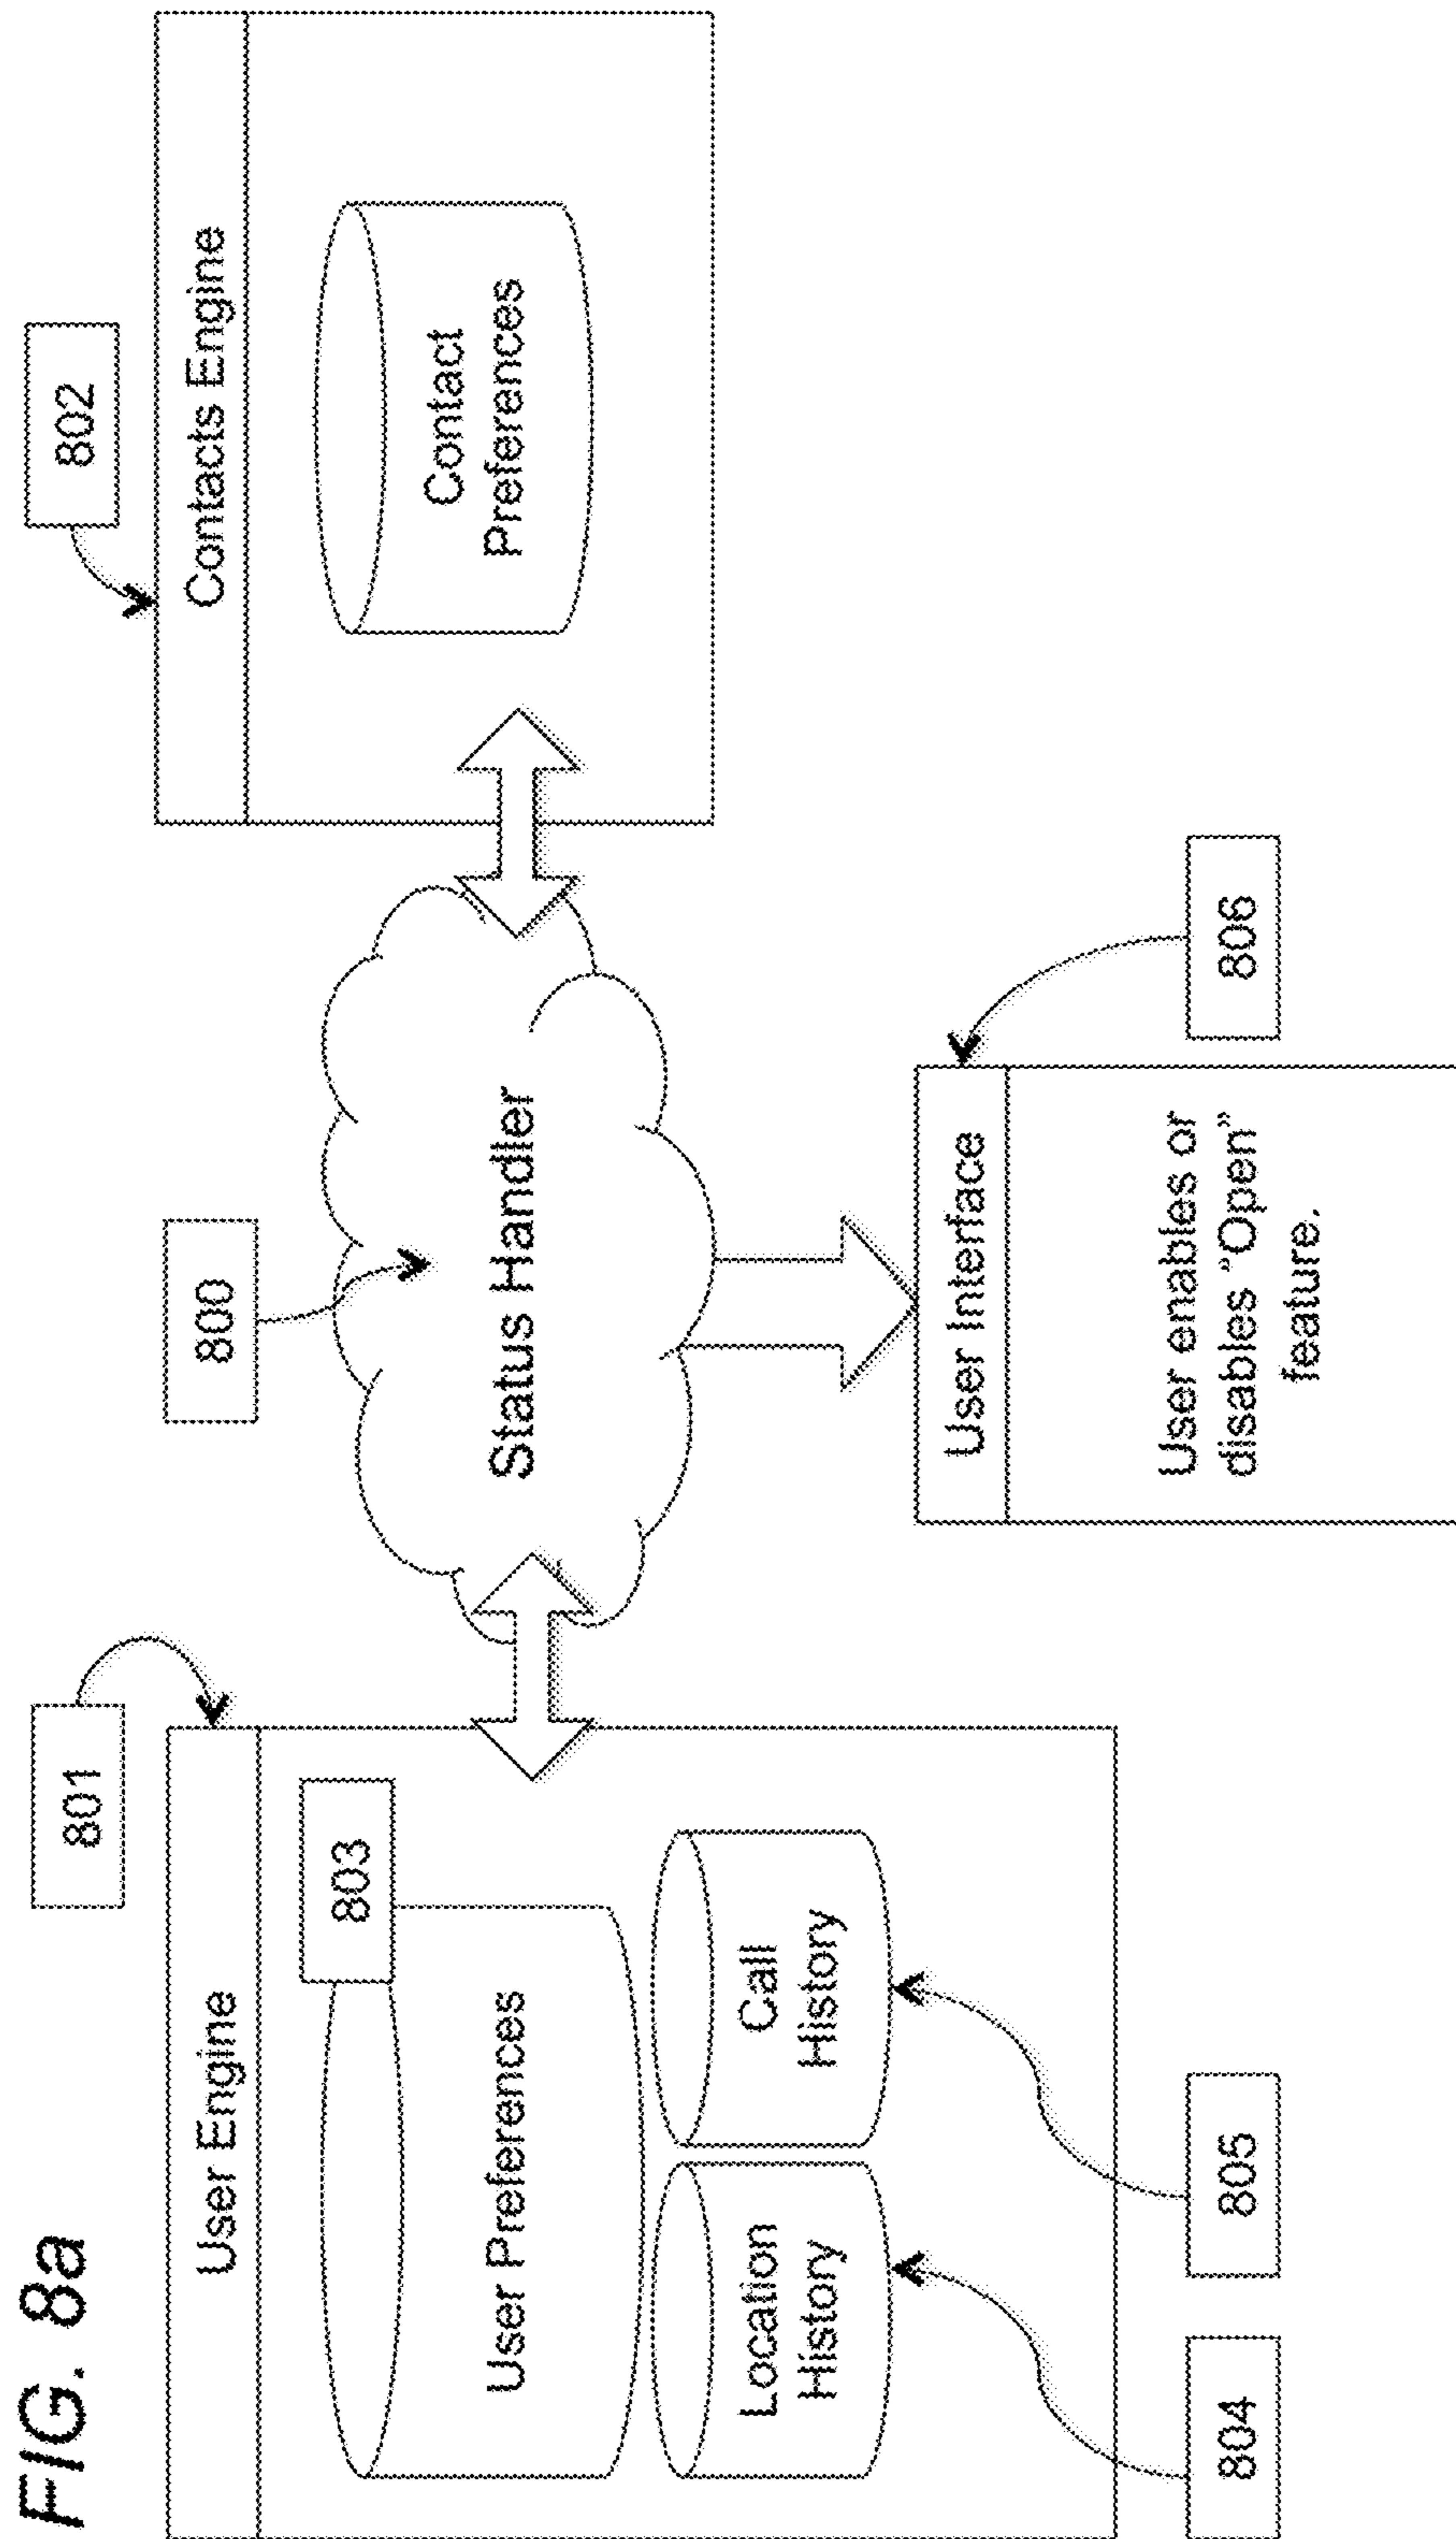 FIG. 8a
801
User Engine
803
User Preferences
Location
History
Call
History
804
805
800
Status Handler
802
Contacts Engine
Contact
Preferences
User Interface
User enables or
disables "Open"
feature.
806